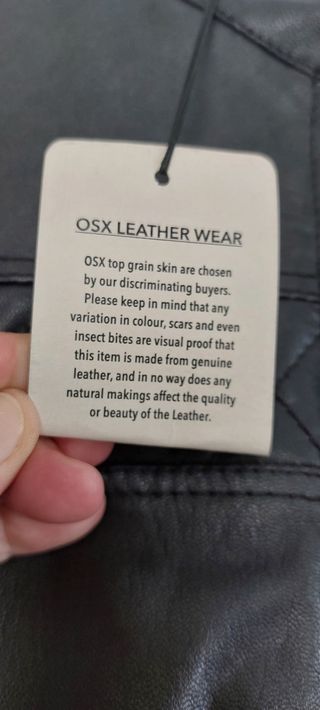 OSX LEATHER WEAR
OSX top grain skin are chosen
by our discriminating buyers.
Please keep in mind that any
variation in colour, scars and even
insect bites are visual proof that
this item is made from genuine
leather, and in no way does any
natural makings affect the quality
or beauty of the Leather.